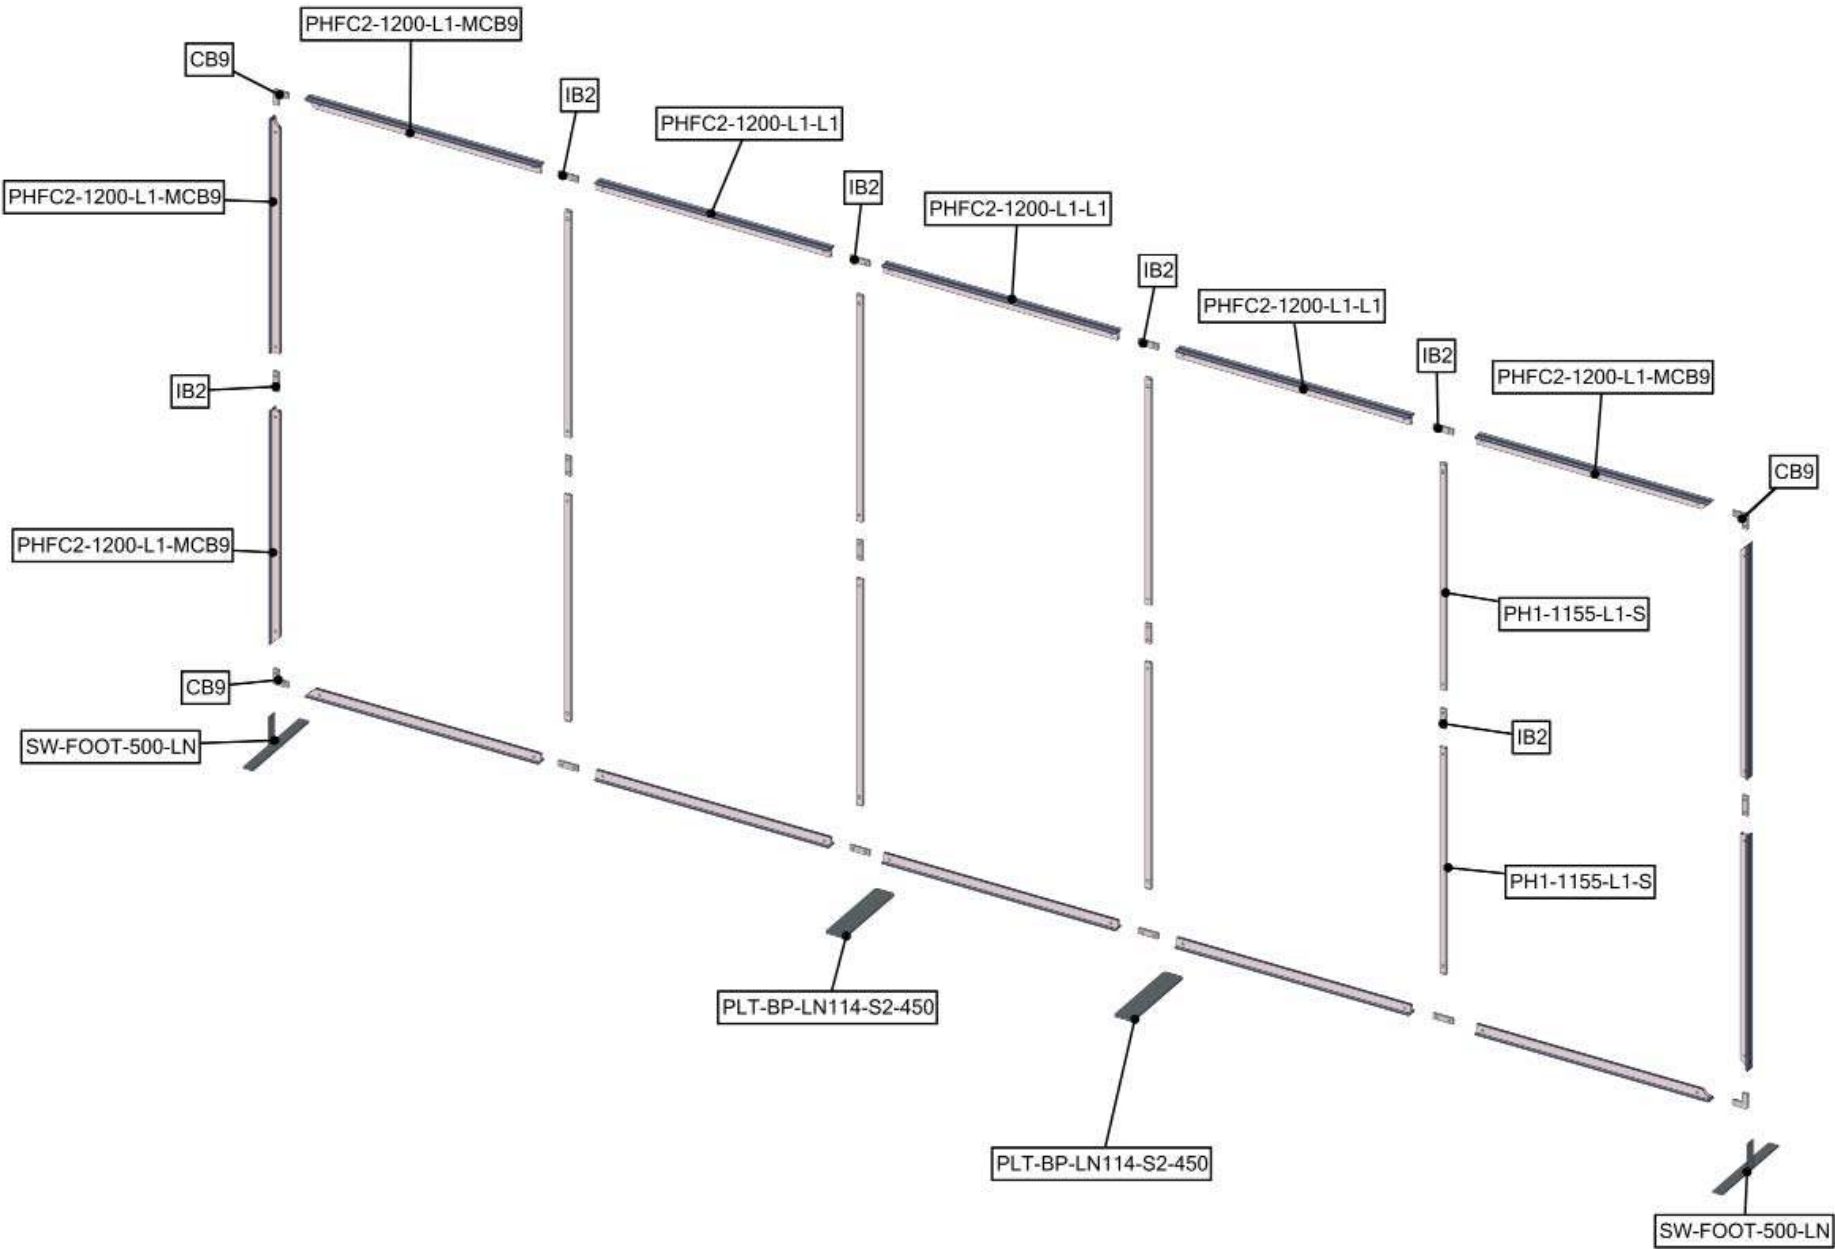 PHFC2-1200-L1-MCB9
CB9
IB2
PHFC2-1200-L1-L1
IB2
PHFC2-1200-L1-MCB9
PHFC2-1200-L1-L1
IB2
PHFC2-1200-L1-L1
IB2
IB2
PHFC2-1200-L1-MCB9
CB9
PHFC2-1200-L1-MCB9
PH1-1155-L1-S
CB9
SW-FOOT-500-LN
IB2
PH1-1155-L1-S
PLT-BP-LN114-S2-450
PLT-BP-LN114-S2-450
SW-FOOT-500-LN